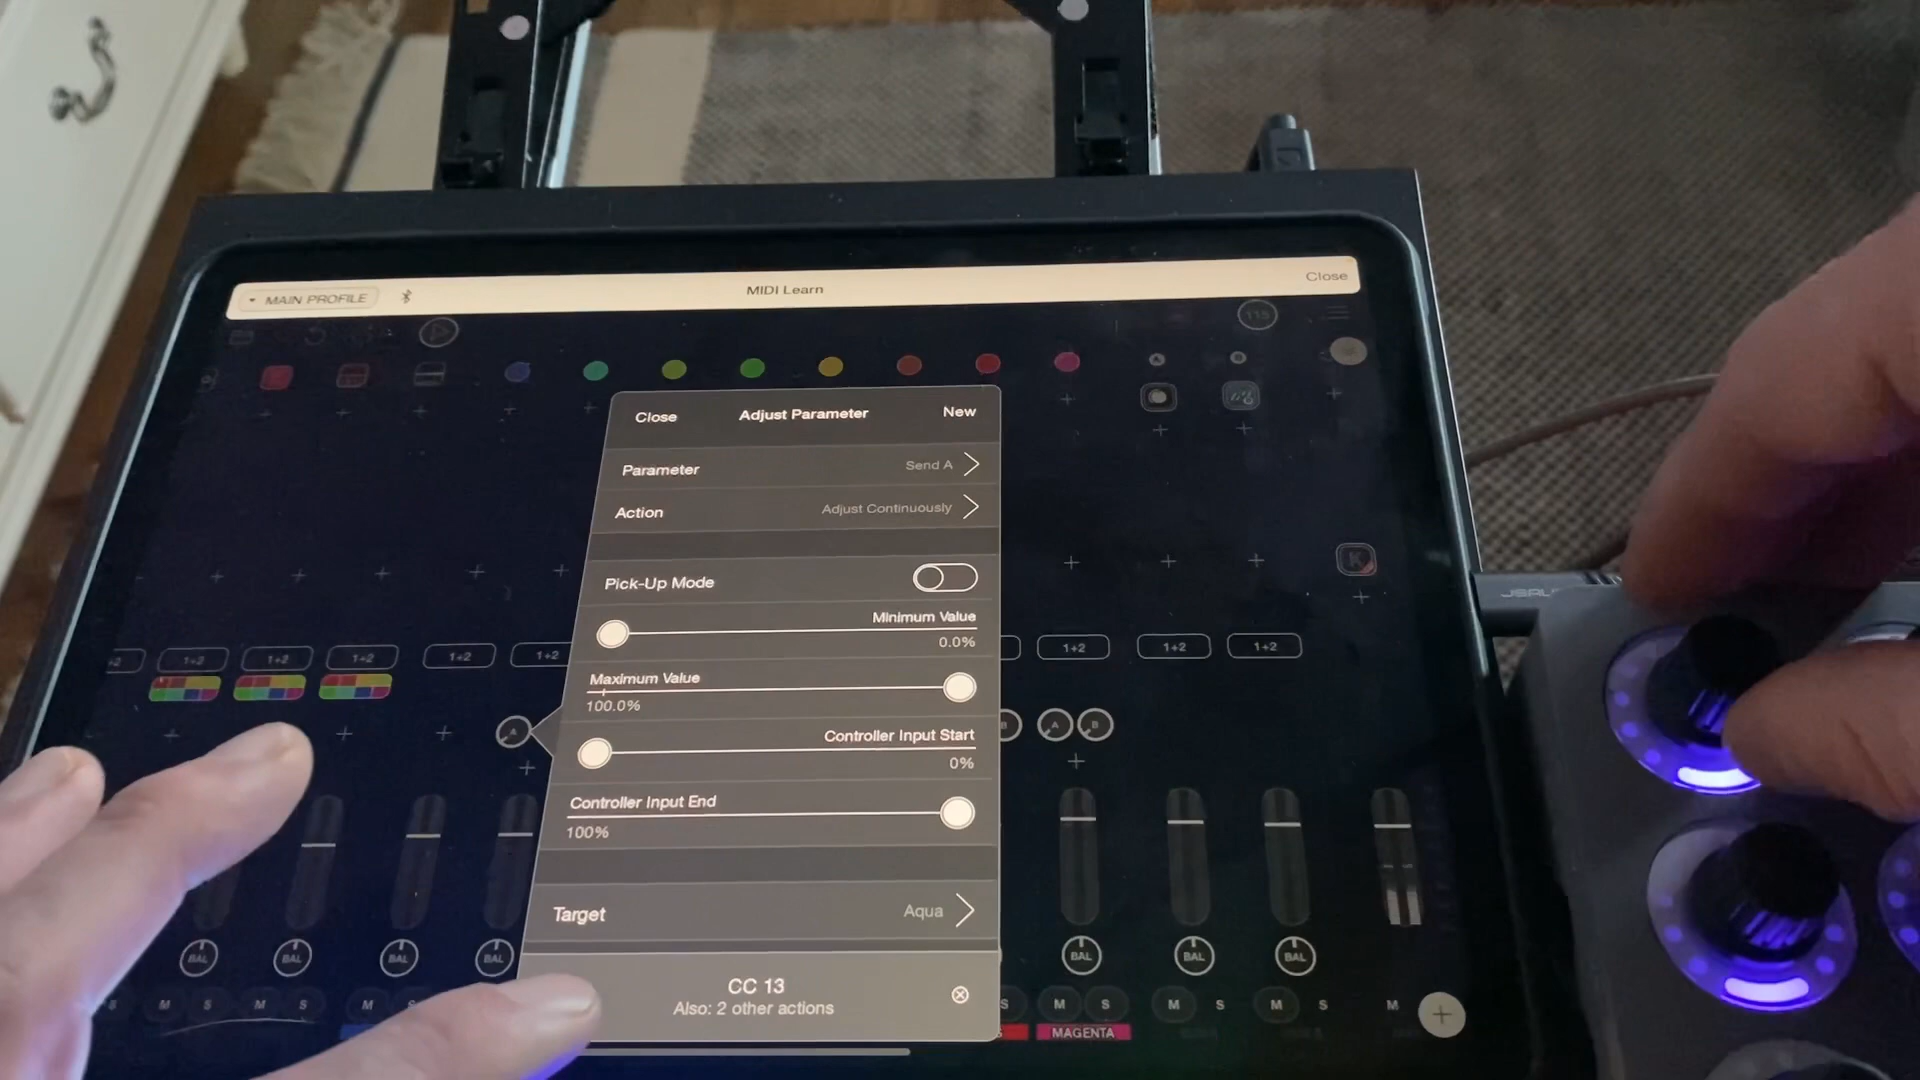 MAIN PROFILE
MIDI Learn
Close
115
Close
Adjust Parameter
New
Parameter
Send A
Action
Adjust Continuously
Pick-Up Mode
Minimum Value
0.0%
Maximum Value
100.0%
Controller Input Start
0%
Controller Input End
100%
Target
Aqua
CC 13
Also: 2 other actions
K
1+2
1+2
1+2
1+2
1+2
1+2
1+2
1+2
A
B
A
B
BAL
BAL
BAL
BAL
BAL
BAL
BAL
S
M
S
M
S
M
S
M
S
M
S
M
S
M
MAGENTA